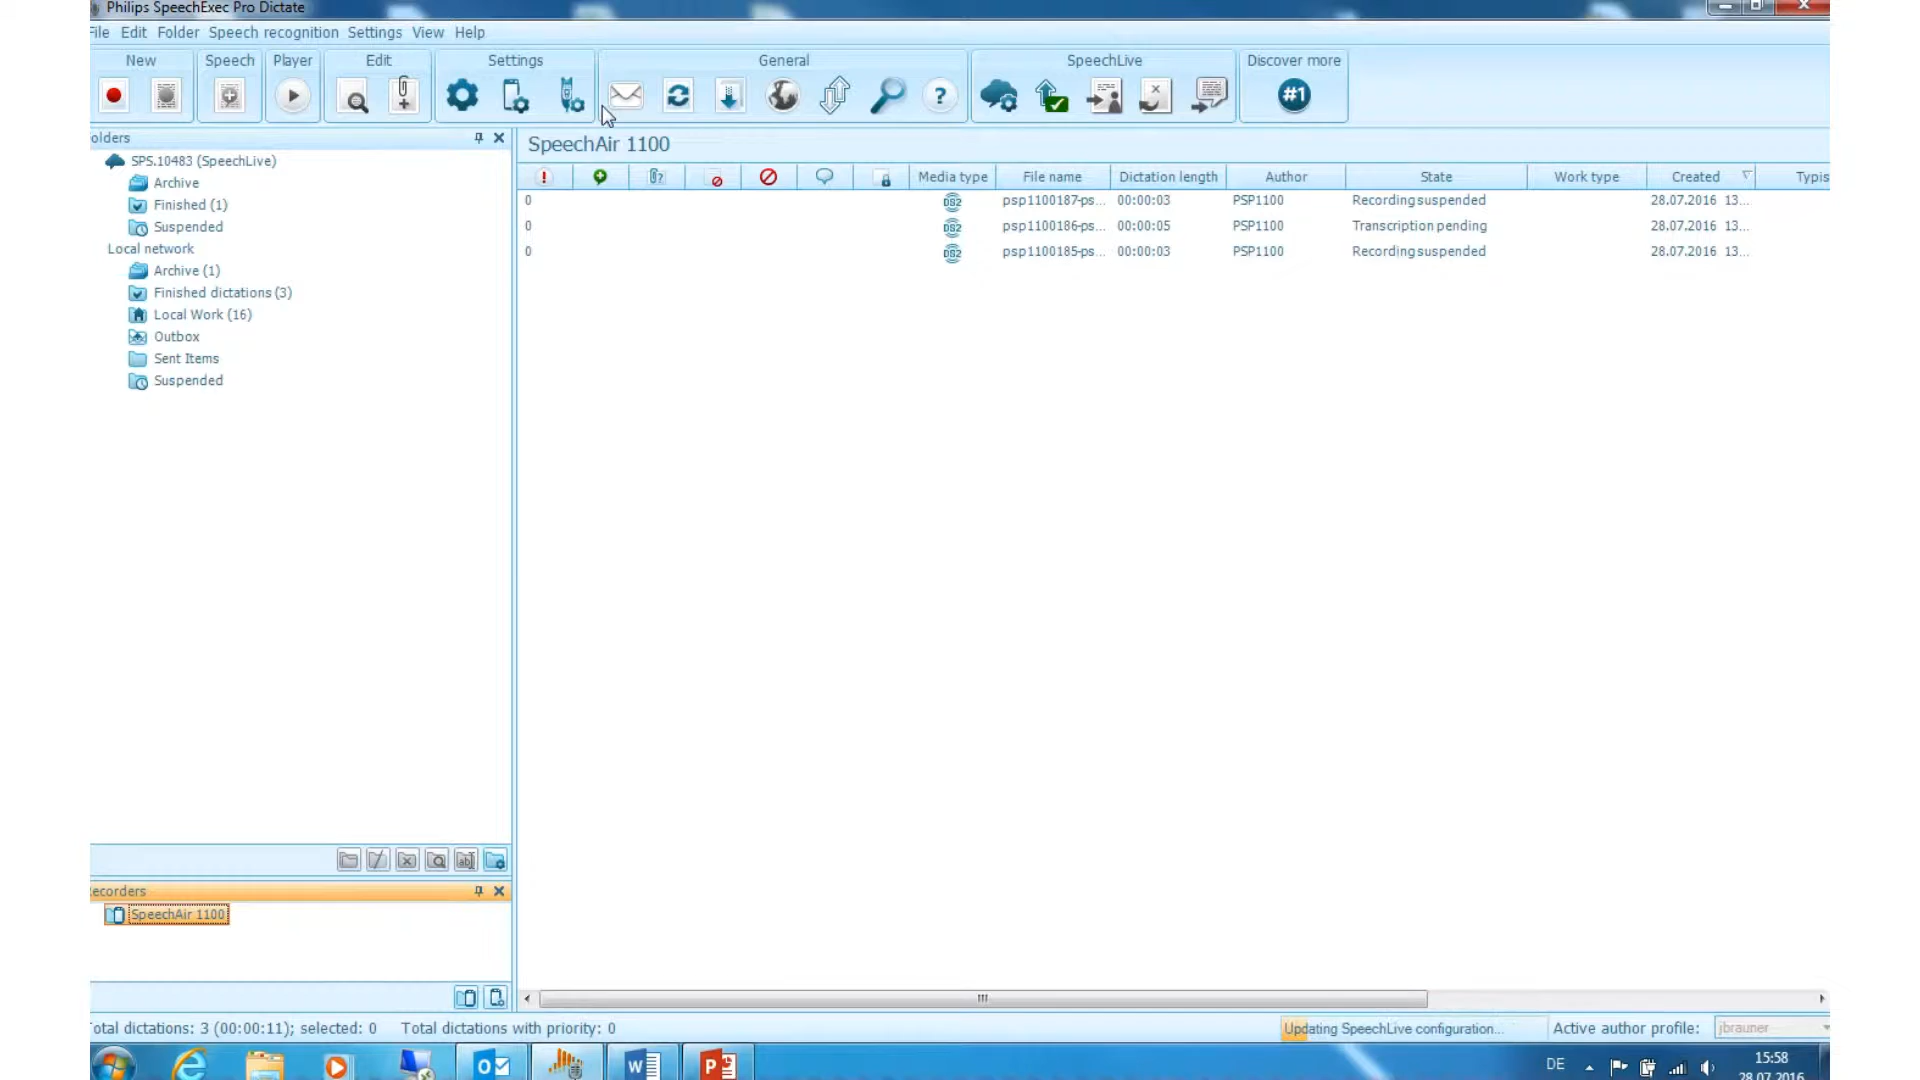 Philips SpeechExec Pro Dictate
File Edit Folder Speech recognition Settings View Help
New Speech Player Edit Settings General SpeechLive Discover more
? #1
olders
SpeechAir 1100
SPS.10483 (SpeechLive)
Archive
Finished (1)
Suspended
Local network
Archive (1)
Finished dictations (3)
Local Work (16)
Outbox
Sent Items
Suspended
! Media type File name Dictation length Author State Work type Created Typis
0 DS2 psp1100187-ps... 00:00:03 PSP1100 Recording suspended 28.07.2016 13...
0 DS2 psp1100186-ps... 00:00:05 PSP1100 Transcription pending 28.07.2016 13...
0 DS2 psp1100185-ps... 00:00:03 PSP1100 Recording suspended 28.07.2016 13...
ecorders
SpeechAir 1100
otal dictations: 3 (00:00:11); selected: 0 Total dictations with priority: 0 Updating SpeechLive configuration... Active author profile: jbrauner
DE 15:58
28.07.2016